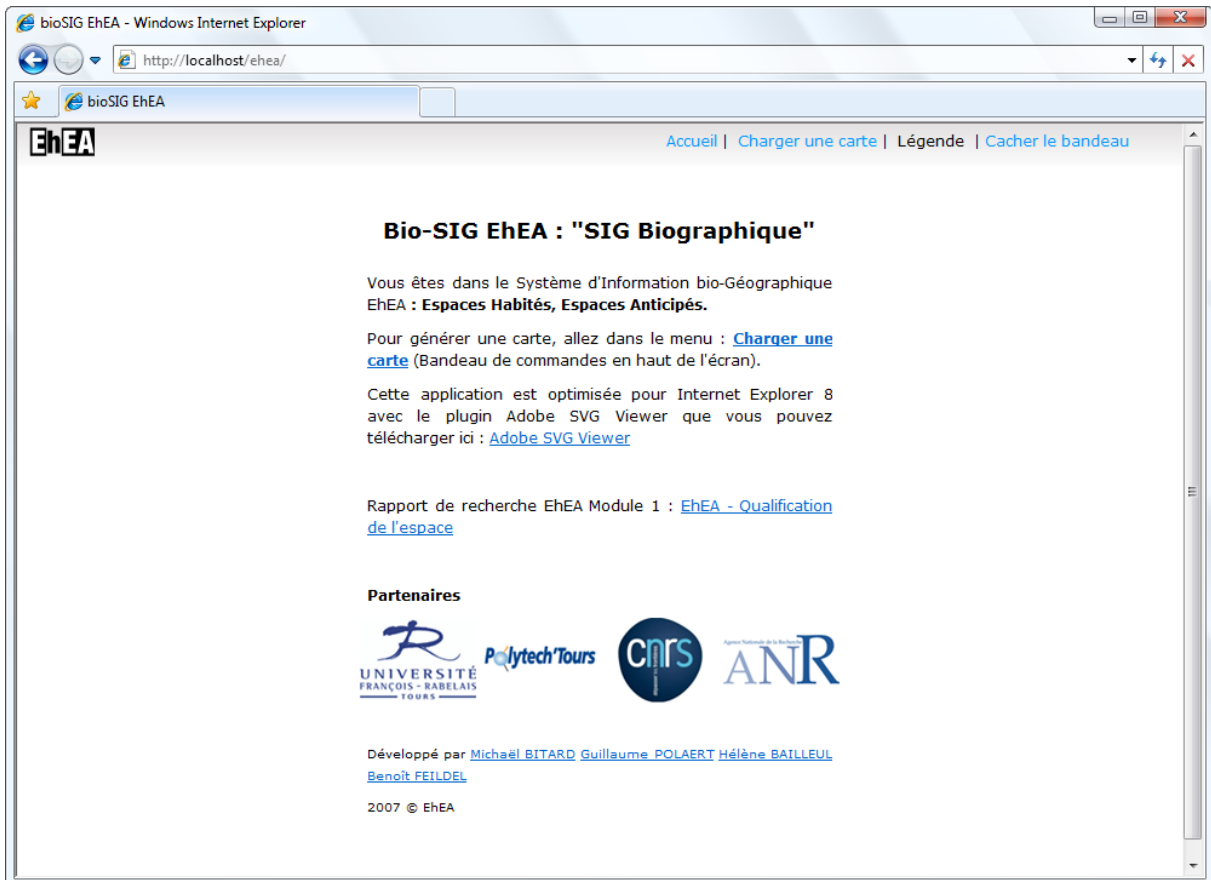 bioSIG EhEA - Windows Internet Explorer
http://localhost/ehea/
bioSIG EhEA
EhEA
Accueil | Charger une carte | Légende | Cacher le bandeau
Bio-SIG EhEA : "SIG Biographique"
Vous êtes dans le Système d'Information bio-Géographique
EhEA : Espaces Habités, Espaces Anticipés.
Pour générer une carte, allez dans le menu : Charger une
carte (Bandeau de commandes en haut de l'écran).
Cette application est optimisée pour Internet Explorer 8
avec le plugin Adobe SVG Viewer que vous pouvez
télécharger ici : Adobe SVG Viewer
Rapport de recherche EhEA Module 1 : EhEA - Qualification
de l'espace
Partenaires
UNIVERSITÉ
FRANÇOIS - RABELAIS
TOURS
Polytech'Tours
cnrs
Agence Nationale de la Recherche
ANR
Développé par Michaël BITARD Guillaume POLAERT Hélène BAILLEUL
Benoît FEILDEL
2007 © EhEA